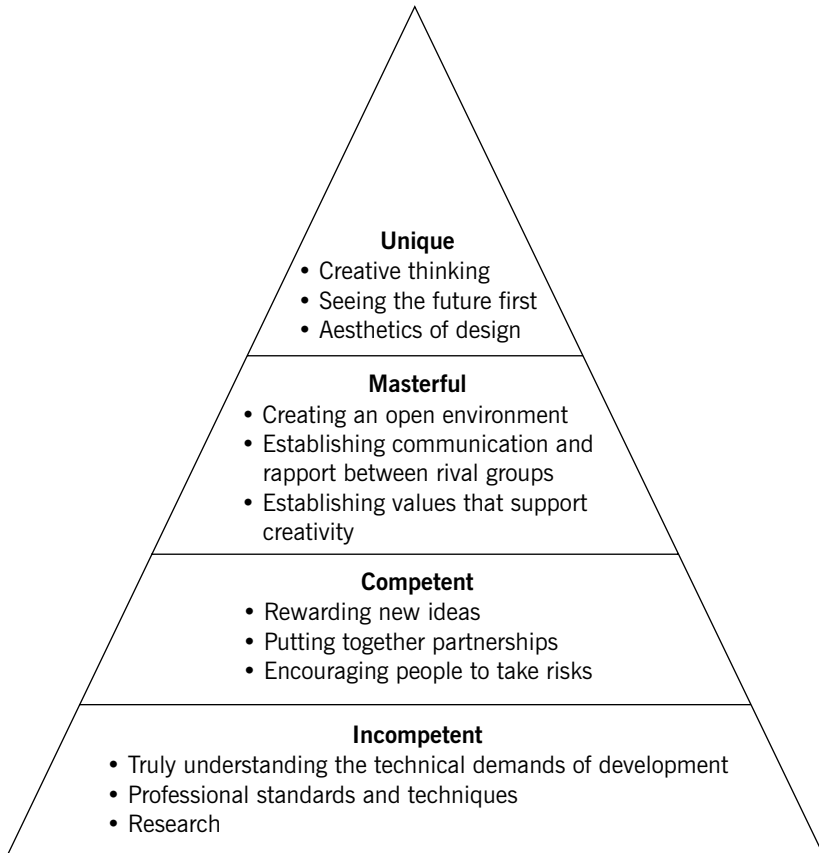 Unique
• Creative thinking
• Seeing the future first
• Aesthetics of design
Masterful
• Creating an open environment
• Establishing communication and
rapport between rival groups
• Establishing values that support
creativity
Competent
• Rewarding new ideas
• Putting together partnerships
• Encouraging people to take risks
Incompetent
• Truly understanding the technical demands of development
• Professional standards and techniques
• Research